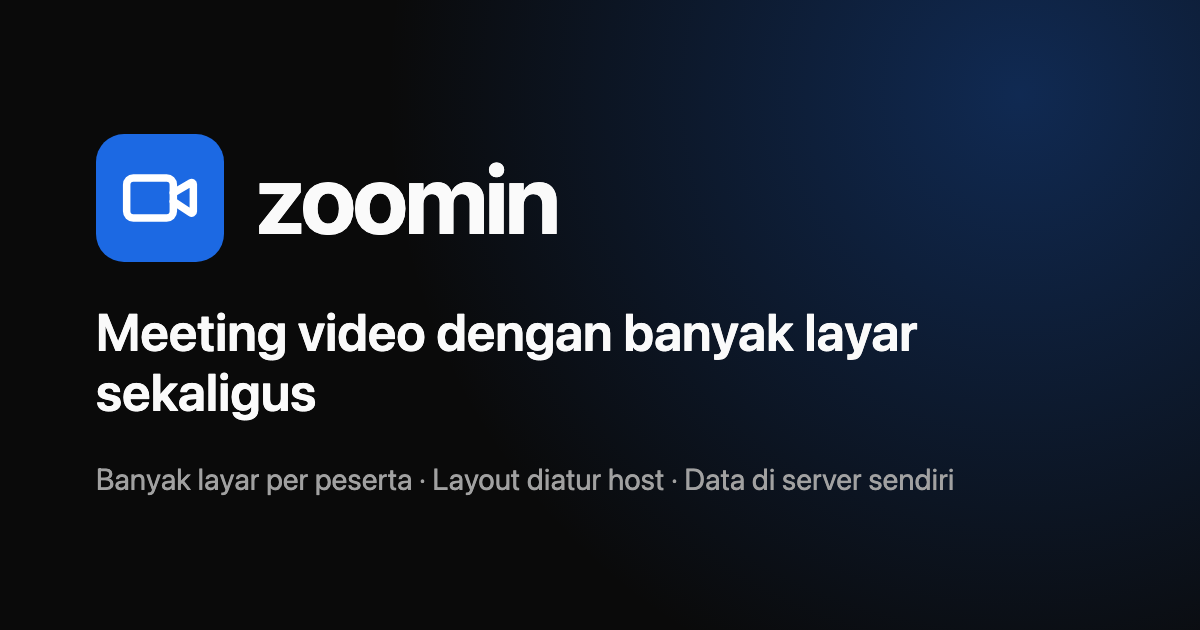 zoomin
Meeting video dengan banyak layar
sekaligus
Banyak layar per peserta · Layout diatur host · Data di server sendiri